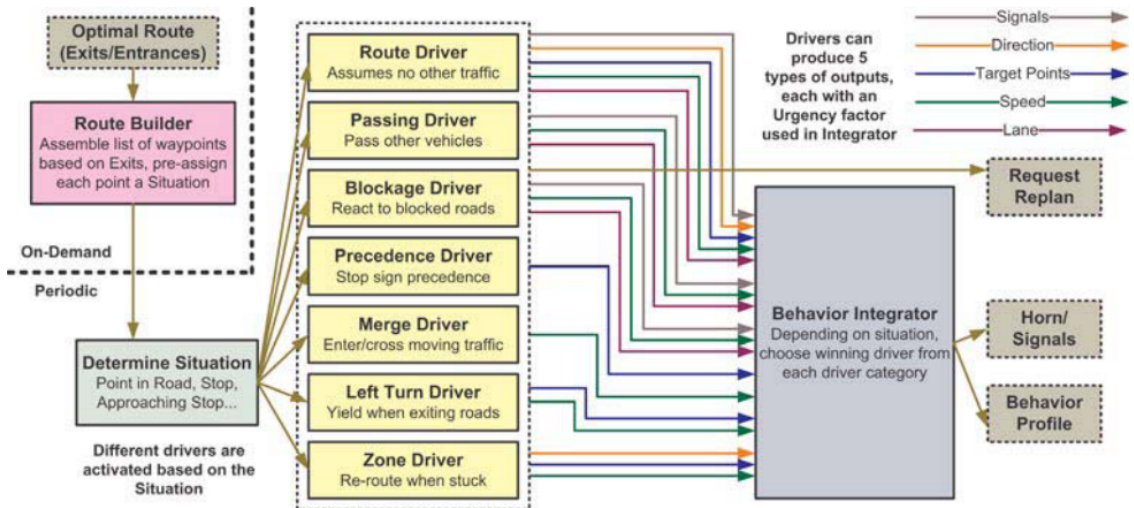 Optimal Route
(Exits/Entrances)
Route Builder
Assemble list of waypoints
based on Exits, pre-assign
each point a Situation
On-Demand
Periodic
Determine Situation
Point in Road, Stop,
Approaching Stop...
Different drivers are
activated based on the
Situation
Route Driver
Assumes no other traffic
Passing Driver
Pass other vehicles
Blockage Driver
React to blocked roads
Precedence Driver
Stop sign precedence
Merge Driver
Enter/cross moving traffic
Left Turn Driver
Yield when exiting roads
Zone Driver
Re-route when stuck
Drivers can
produce 5
types of outputs,
each with an
Urgency factor
used in Integrator
Signals
Direction
Target Points
Speed
Lane
Behavior Integrator
Depending on situation,
choose winning driver from
each driver category
Request
Replan
Horn/
Signals
Behavior
Profile